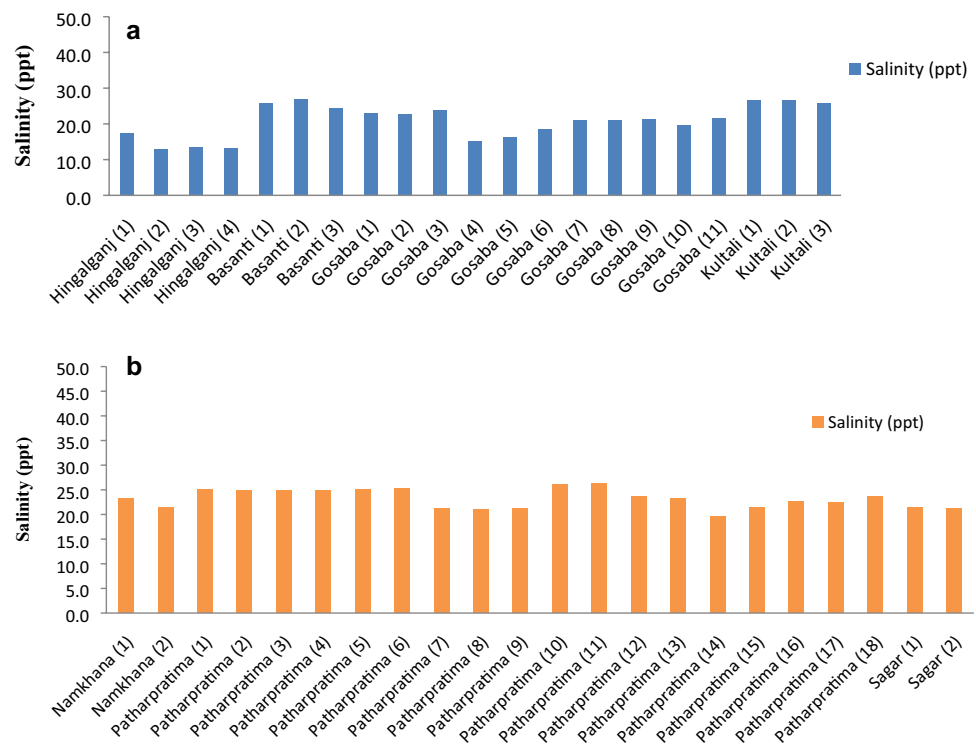 a
50.0
40.0
30.0
20.0
10.0
0.0
Salinity (ppt)
Salinity (ppt)
Hingalganj (1)
Hingalganj (2)
Hingalganj (3)
Hingalganj (4)
Basanti (1)
Basanti (2)
Basanti (3)
Gosaba (1)
Gosaba (2)
Gosaba (3)
Gosaba (4)
Gosaba (5)
Gosaba (6)
Gosaba (7)
Gosaba (8)
Gosaba (9)
Gosaba (10)
Gosaba (11)
Kultali (1)
Kultali (2)
Kultali (3)
b
50.0
45.0
40.0
35.0
30.0
25.0
20.0
15.0
10.0
5.0
0.0
Salinity (ppt)
Salinity (ppt)
Namkhana (1)
Namkhana (2)
Patharpratima (1)
Patharpratima (2)
Patharpratima (3)
Patharpratima (4)
Patharpratima (5)
Patharpratima (6)
Patharpratima (7)
Patharpratima (8)
Patharpratima (9)
Patharpratima (10)
Patharpratima (11)
Patharpratima (12)
Patharpratima (13)
Patharpratima (14)
Patharpratima (15)
Patharpratima (16)
Patharpratima (17)
Patharpratima (18)
Sagar (1)
Sagar (2)